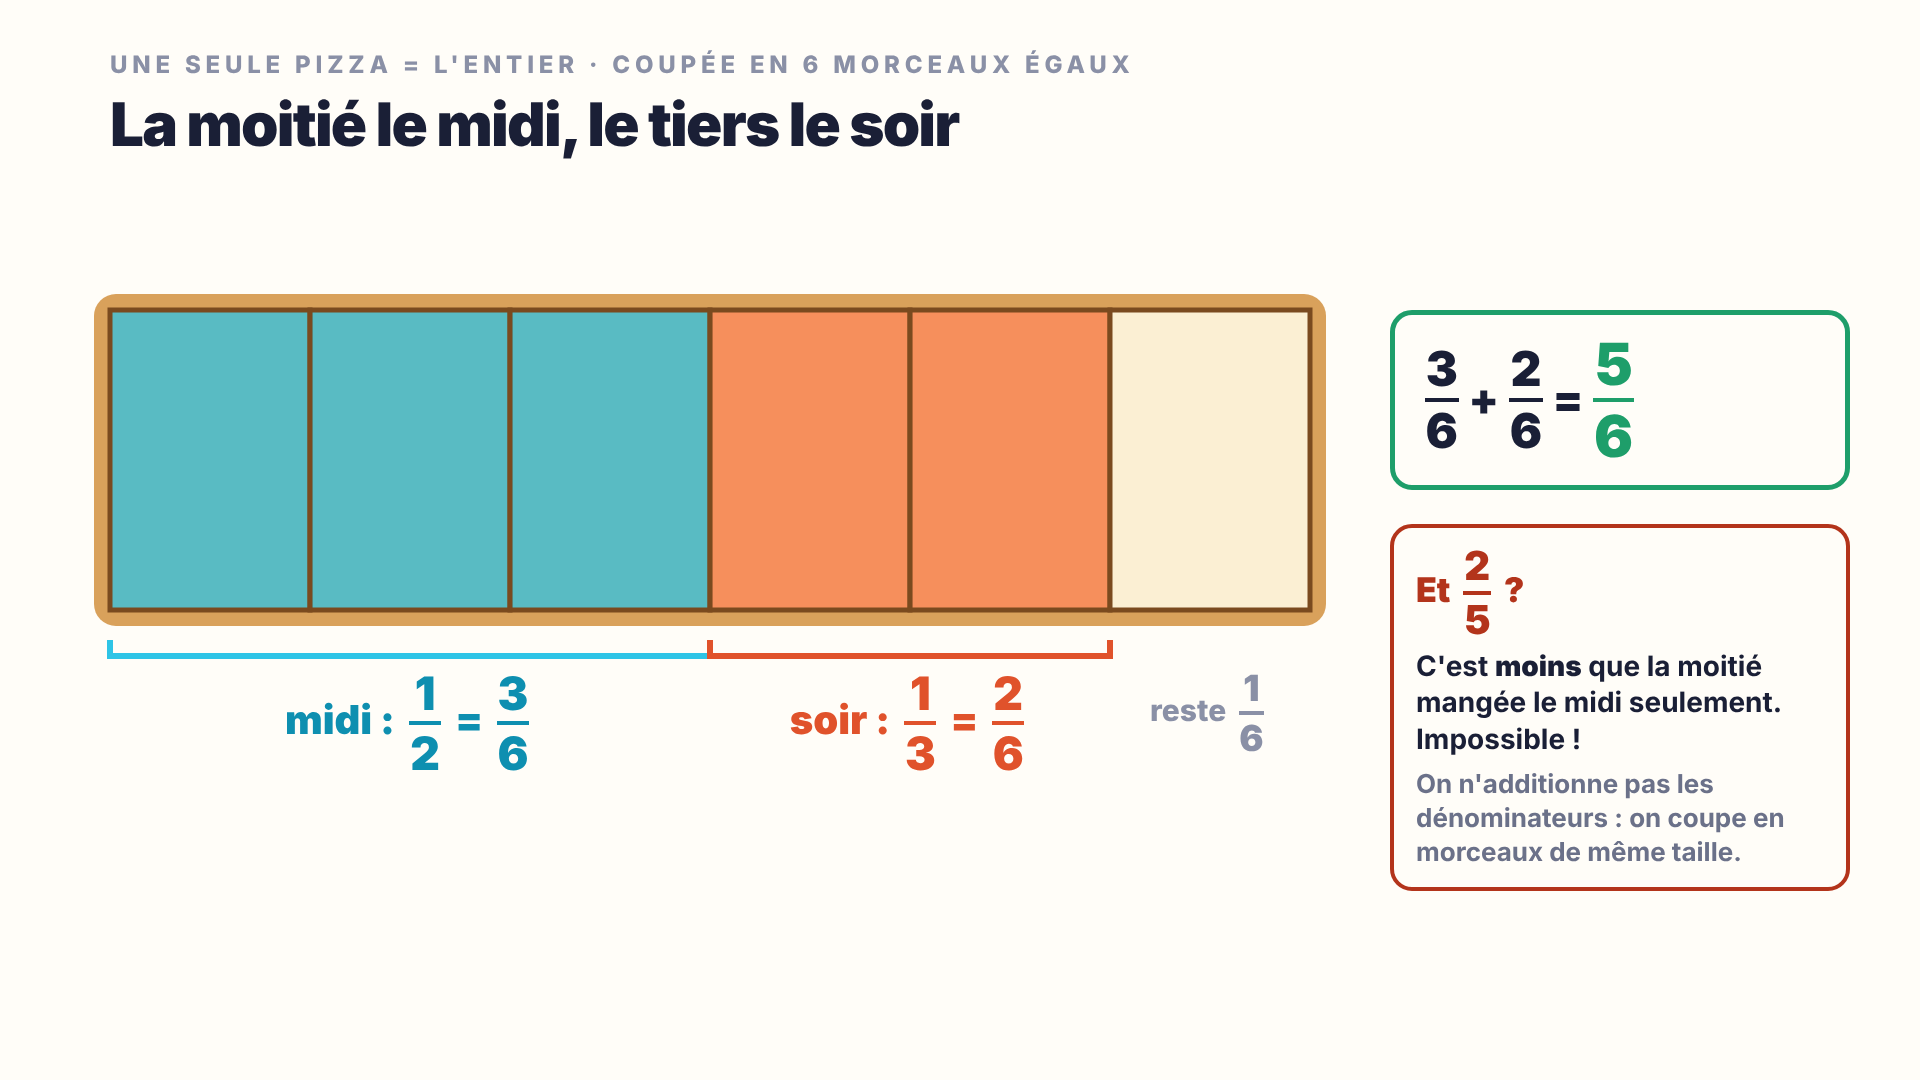 UNE SEULE PIZZA = L'ENTIER · COUPÉE EN 6 MORCEAUX ÉGAUX
La moitié le midi, le tiers le soir
3/6 + 2/6 = 5/6
midi : 1/2 = 3/6
soir : 1/3 = 2/6
reste 1/6
Et 2/5 ?
C'est moins que la moitié
mangée le midi seulement.
Impossible !
On n'additionne pas les
dénominateurs : on coupe en
morceaux de même taille.